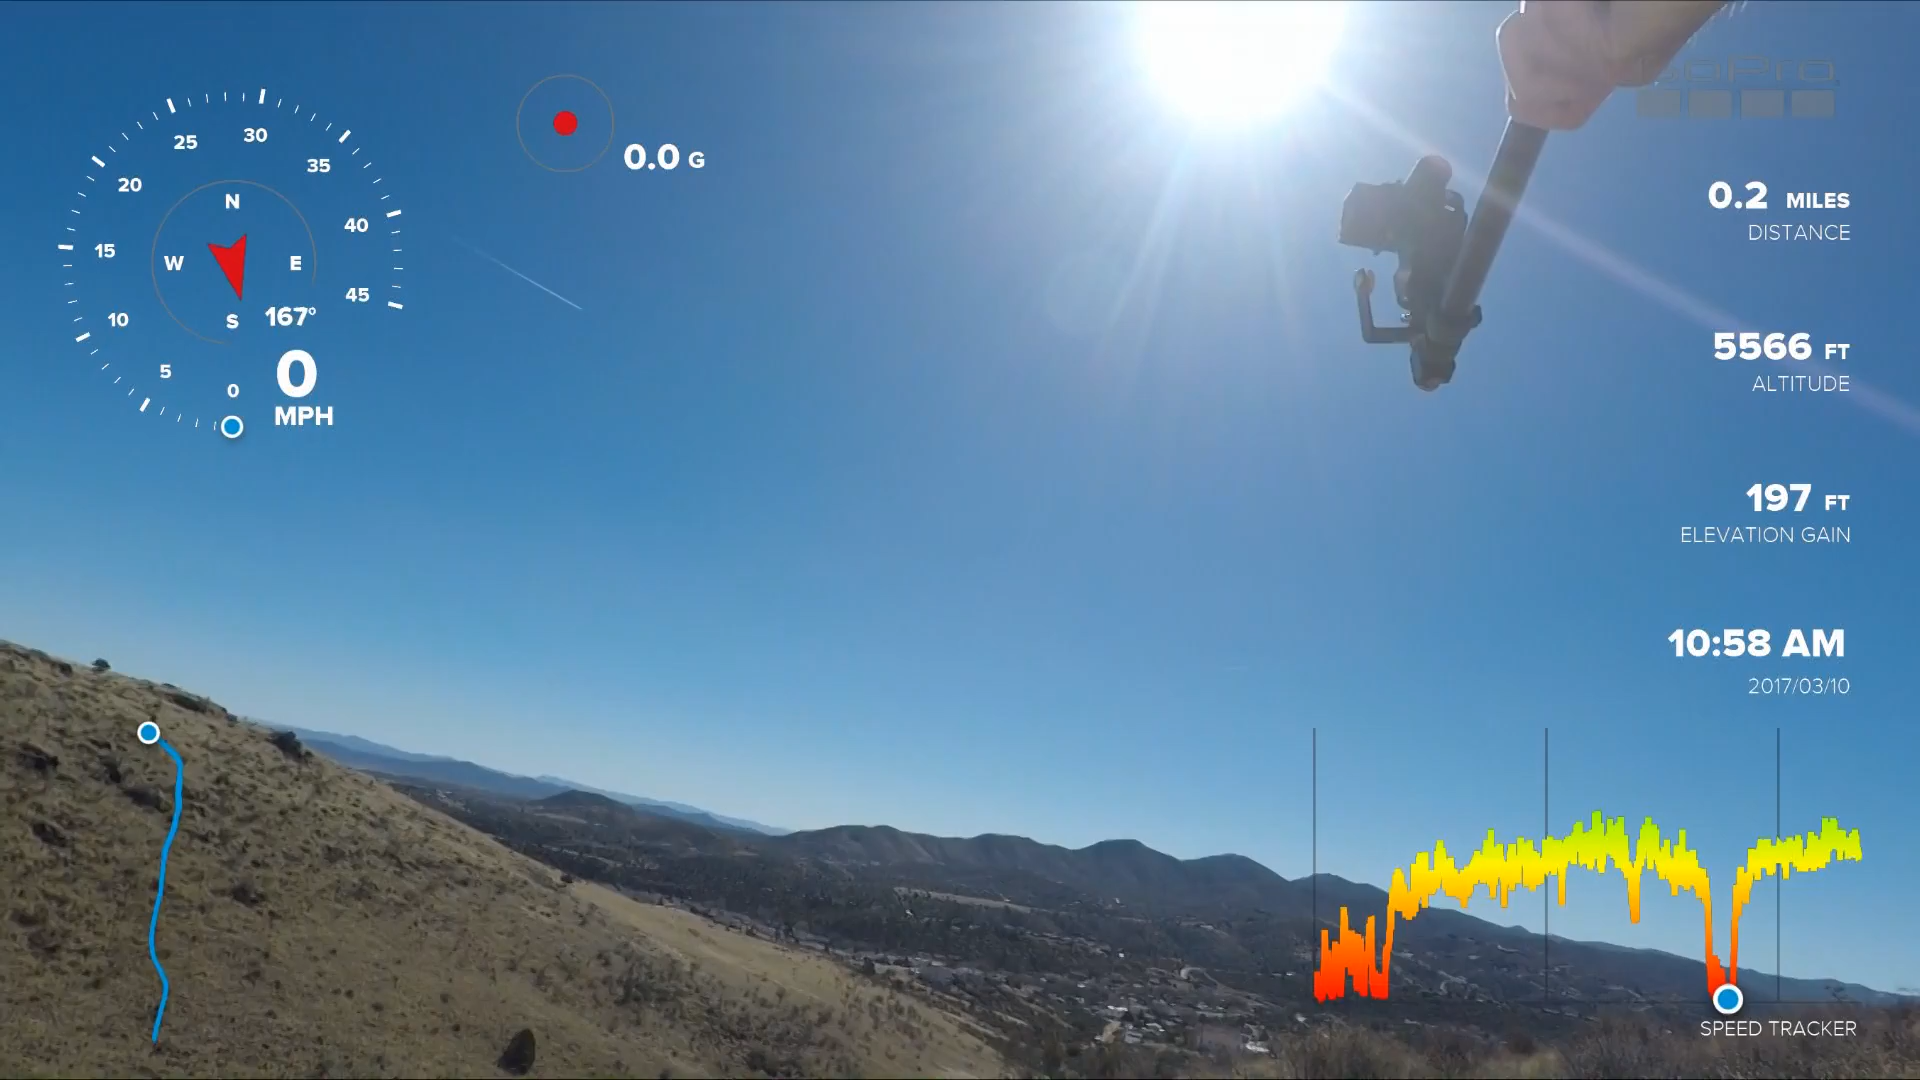 GoPro
25
30
35
20
40
15
45
10
5
0
N
W
E
S
167°
0
MPH
0.0 G
0.2 MILES
DISTANCE
5566 FT
ALTITUDE
197 FT
ELEVATION GAIN
10:58 AM
2017/03/10
SPEED TRACKER